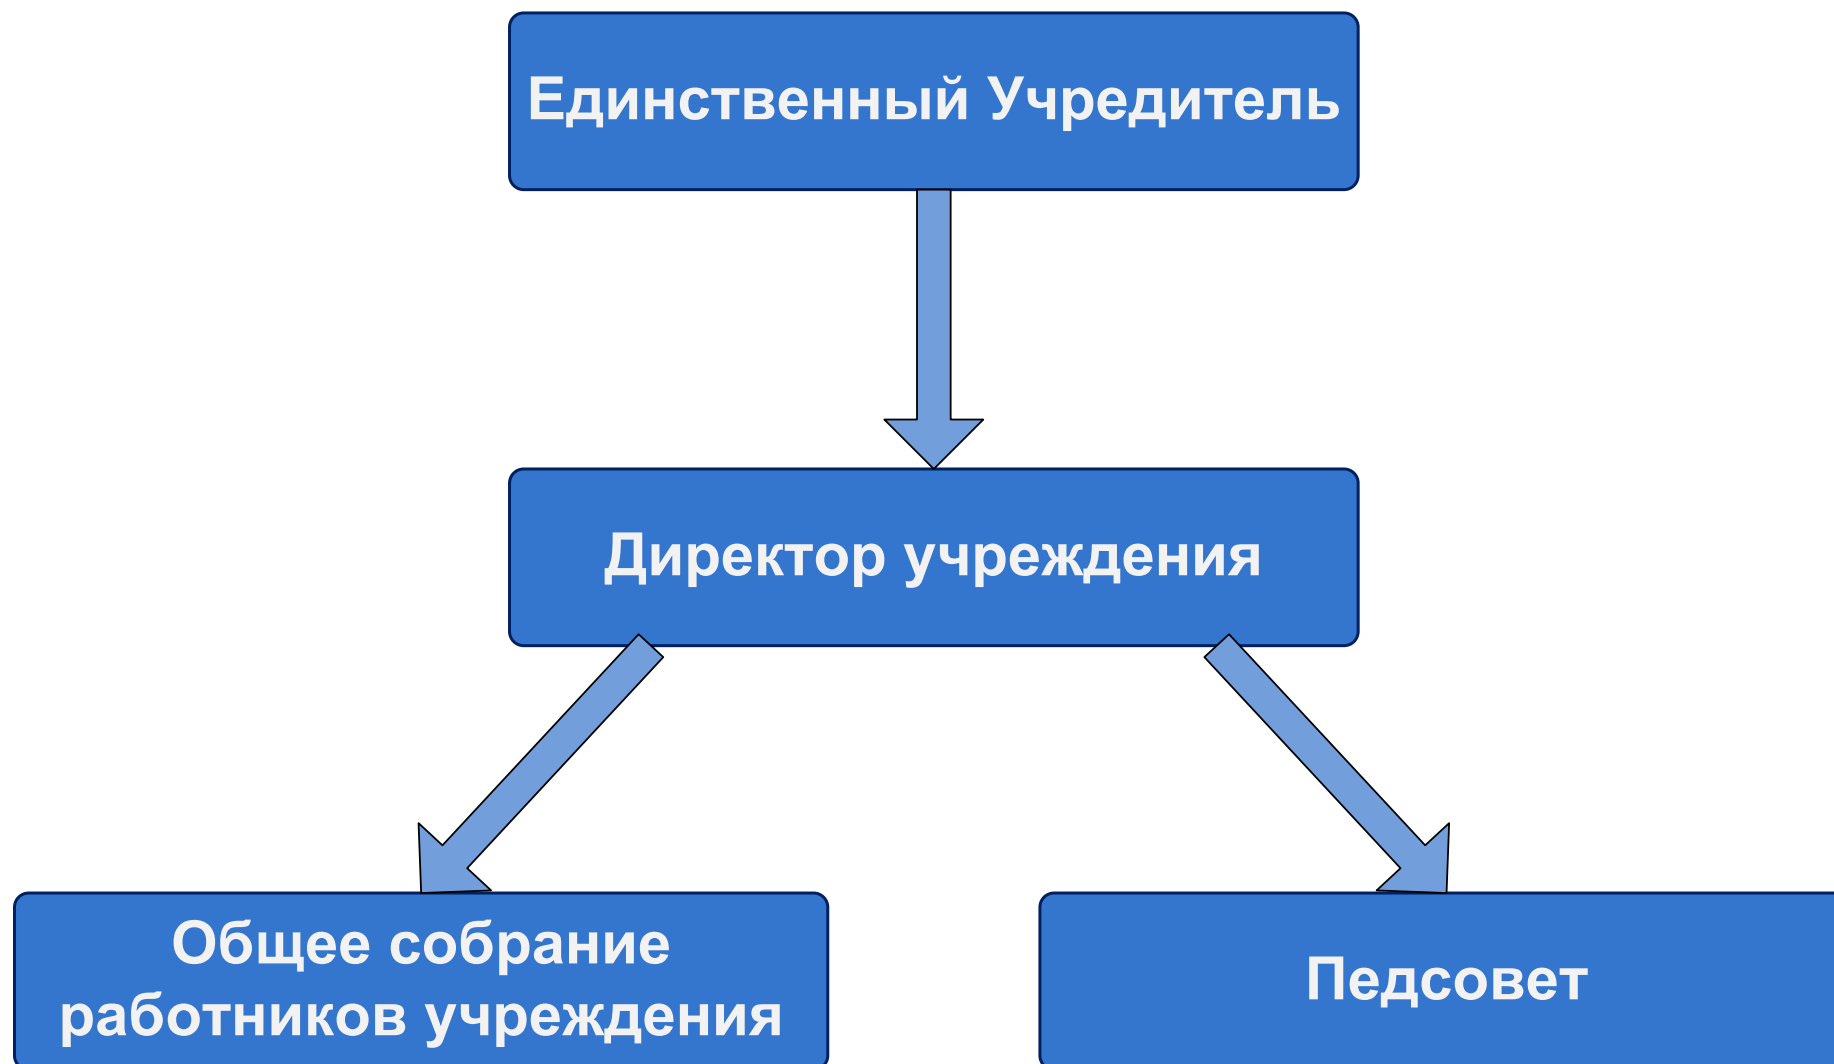 Единственный Учредитель
Директор учреждения
Общее собрание
работников учреждения
Педсовет